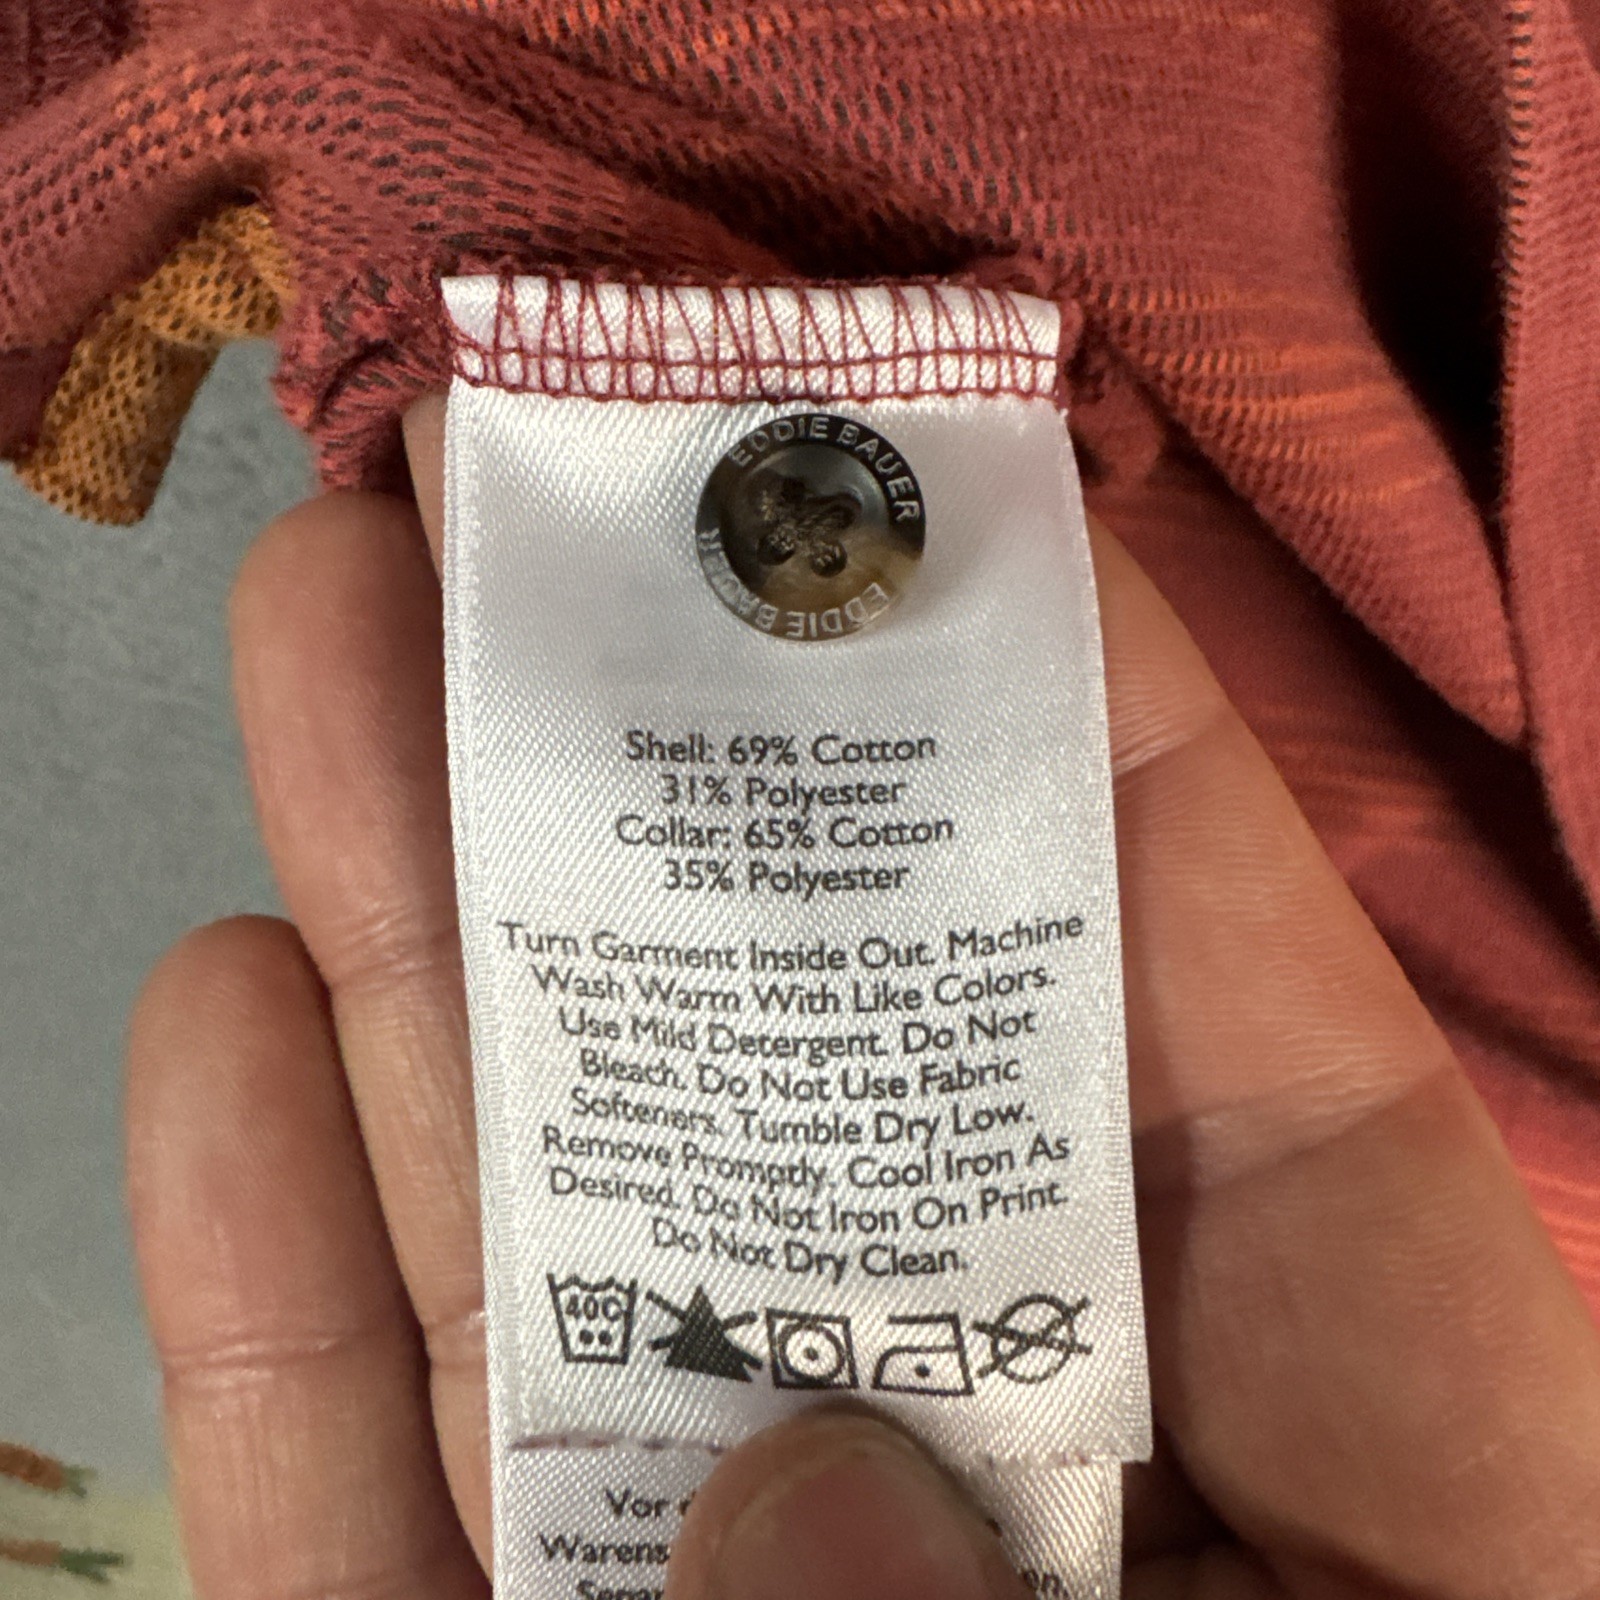 EDDIE BAUER
EDDIE BAUER
Shell: 69% Cotton
31% Polyester
Collar: 65% Cotton
35% Polyester
Turn Garment Inside Out. Machine
Wash Warm With Like Colors.
Use Mild Detergent. Do Not
Bleach. Do Not Use Fabric
Softeners. Tumble Dry Low.
Remove Promptly. Cool Iron As
Desired. Do Not Iron On Print.
Do Not Dry Clean.
40C
Vor